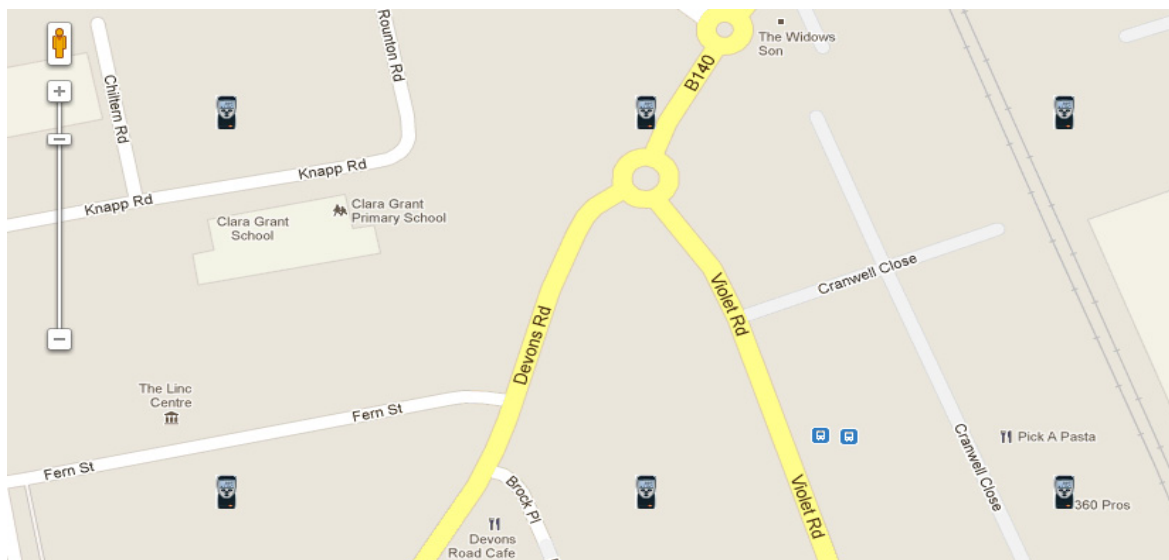 Rounton Rd
B140
The Widows
Son
Chiltern Rd
Knapp Rd
Knapp Rd
Clara Grant
School
Clara Grant
Primary School
Cranwell Close
Violet Rd
Devons Rd
The Linc
Centre
Fern St
Fern St
Pick A Pasta
Cranwell Close
Brock Pl
Violet Rd
360 Pros
Devons
Road Cafe